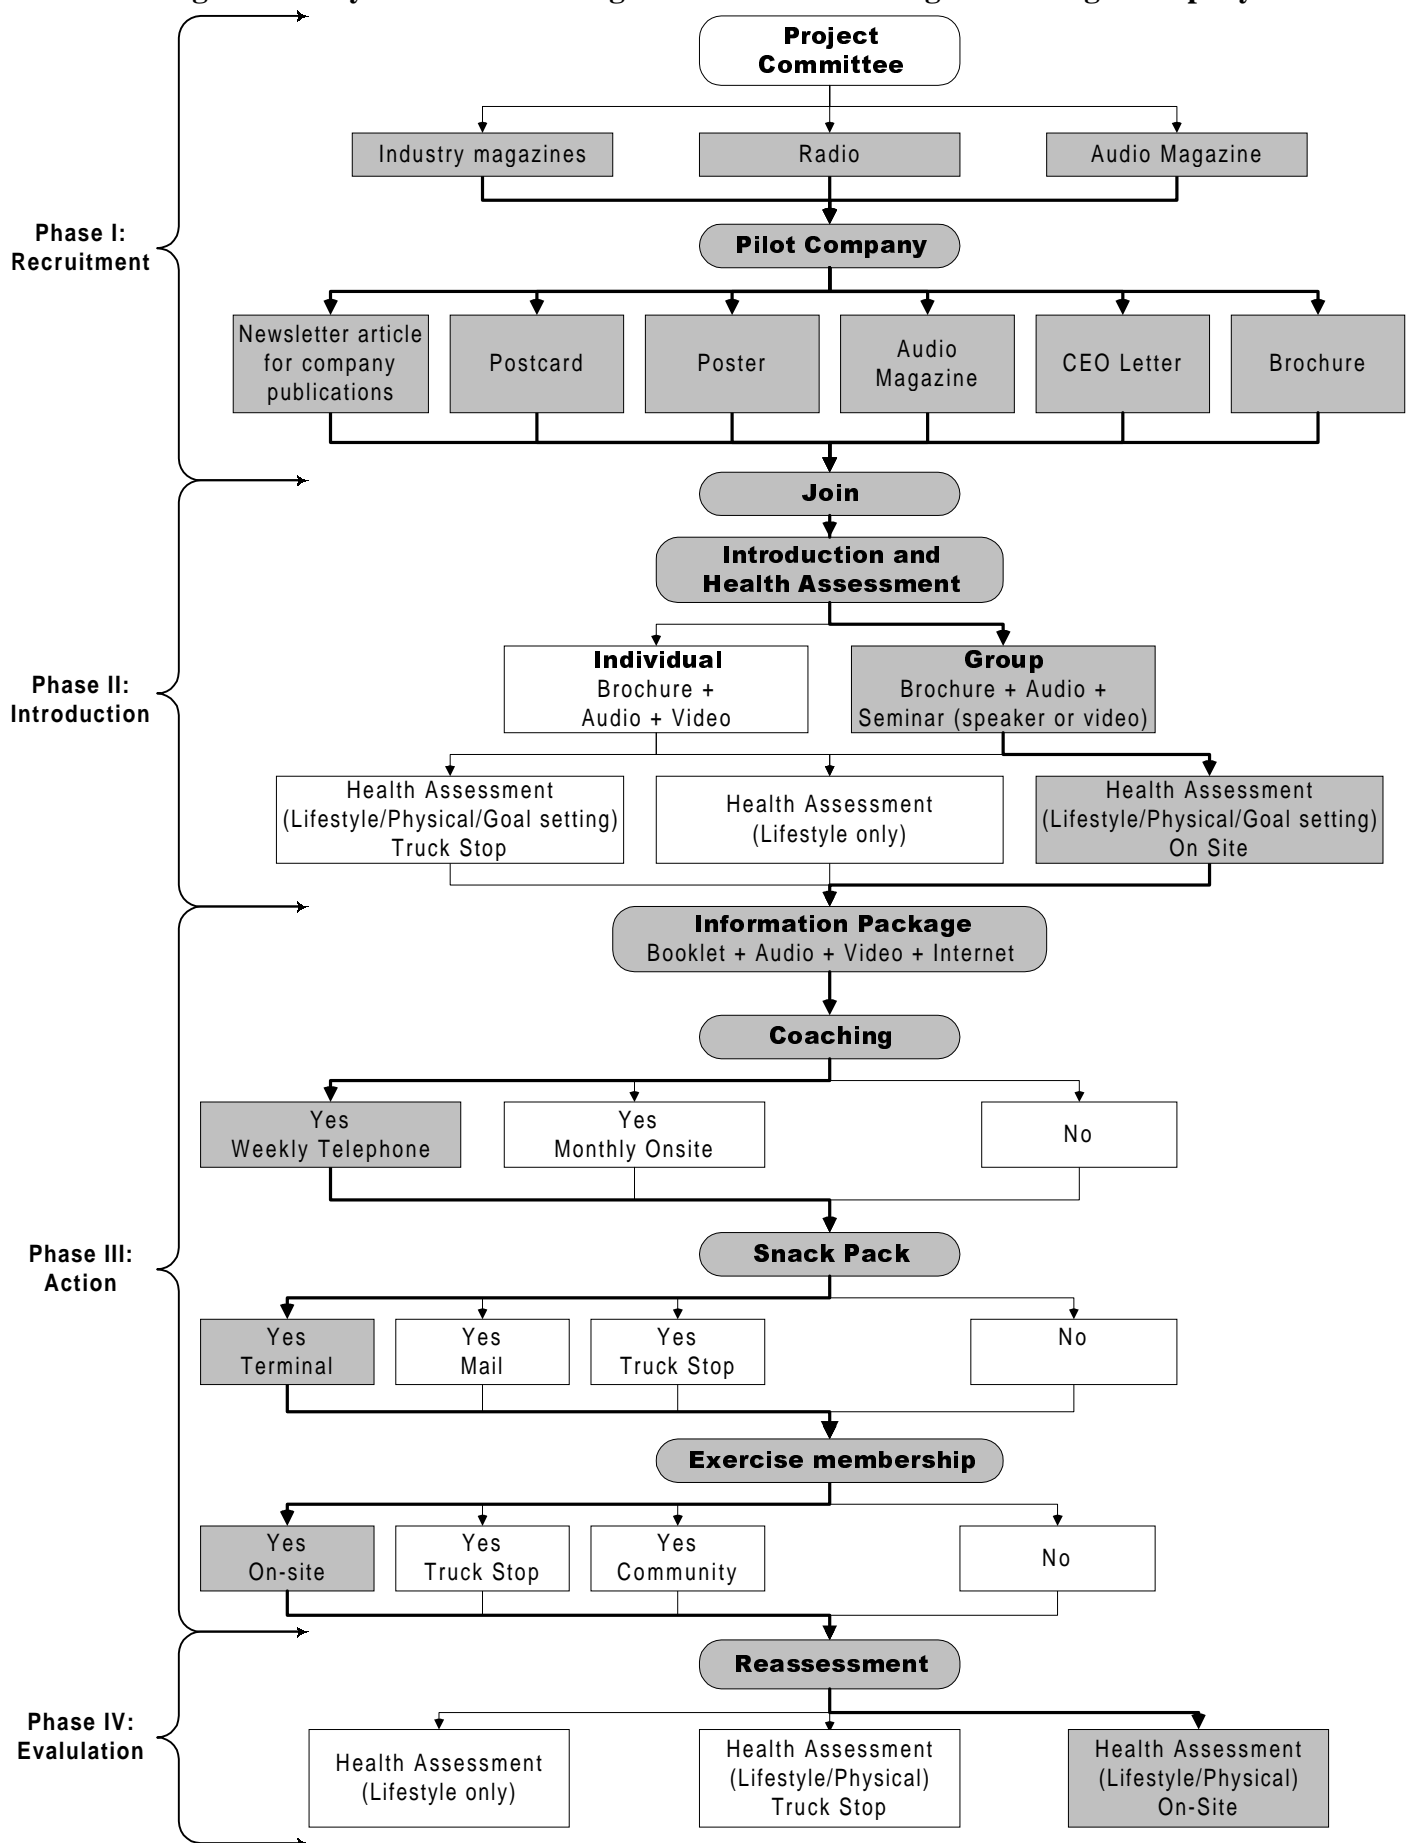 Project
Committee
Industry magazines
Radio
Audio Magazine
Phase I:
Recruitment
Pilot Company
Newsletter article
for company
publications
Postcard
Poster
Audio
Magazine
CEO Letter
Brochure
Join
Introduction and
Health Assessment
Phase II:
Introduction
Individual
Brochure +
Audio + Video
Group
Brochure + Audio +
Seminar (speaker or video)
Health Assessment
(Lifestyle/Physical/Goal setting)
Truck Stop
Health Assessment
(Lifestyle only)
Health Assessment
(Lifestyle/Physical/Goal setting)
On Site
Information Package
Booklet + Audio + Video + Internet
Coaching
Yes
Weekly Telephone
Yes
Monthly Onsite
No
Phase III:
Action
Snack Pack
Yes
Terminal
Yes
Mail
Yes
Truck Stop
No
Exercise membership
Yes
On-site
Yes
Truck Stop
Yes
Community
No
Reassessment
Phase IV:
Evalulation
Health Assessment
(Lifestyle only)
Health Assessment
(Lifestyle/Physical)
Truck Stop
Health Assessment
(Lifestyle/Physical)
On-Site